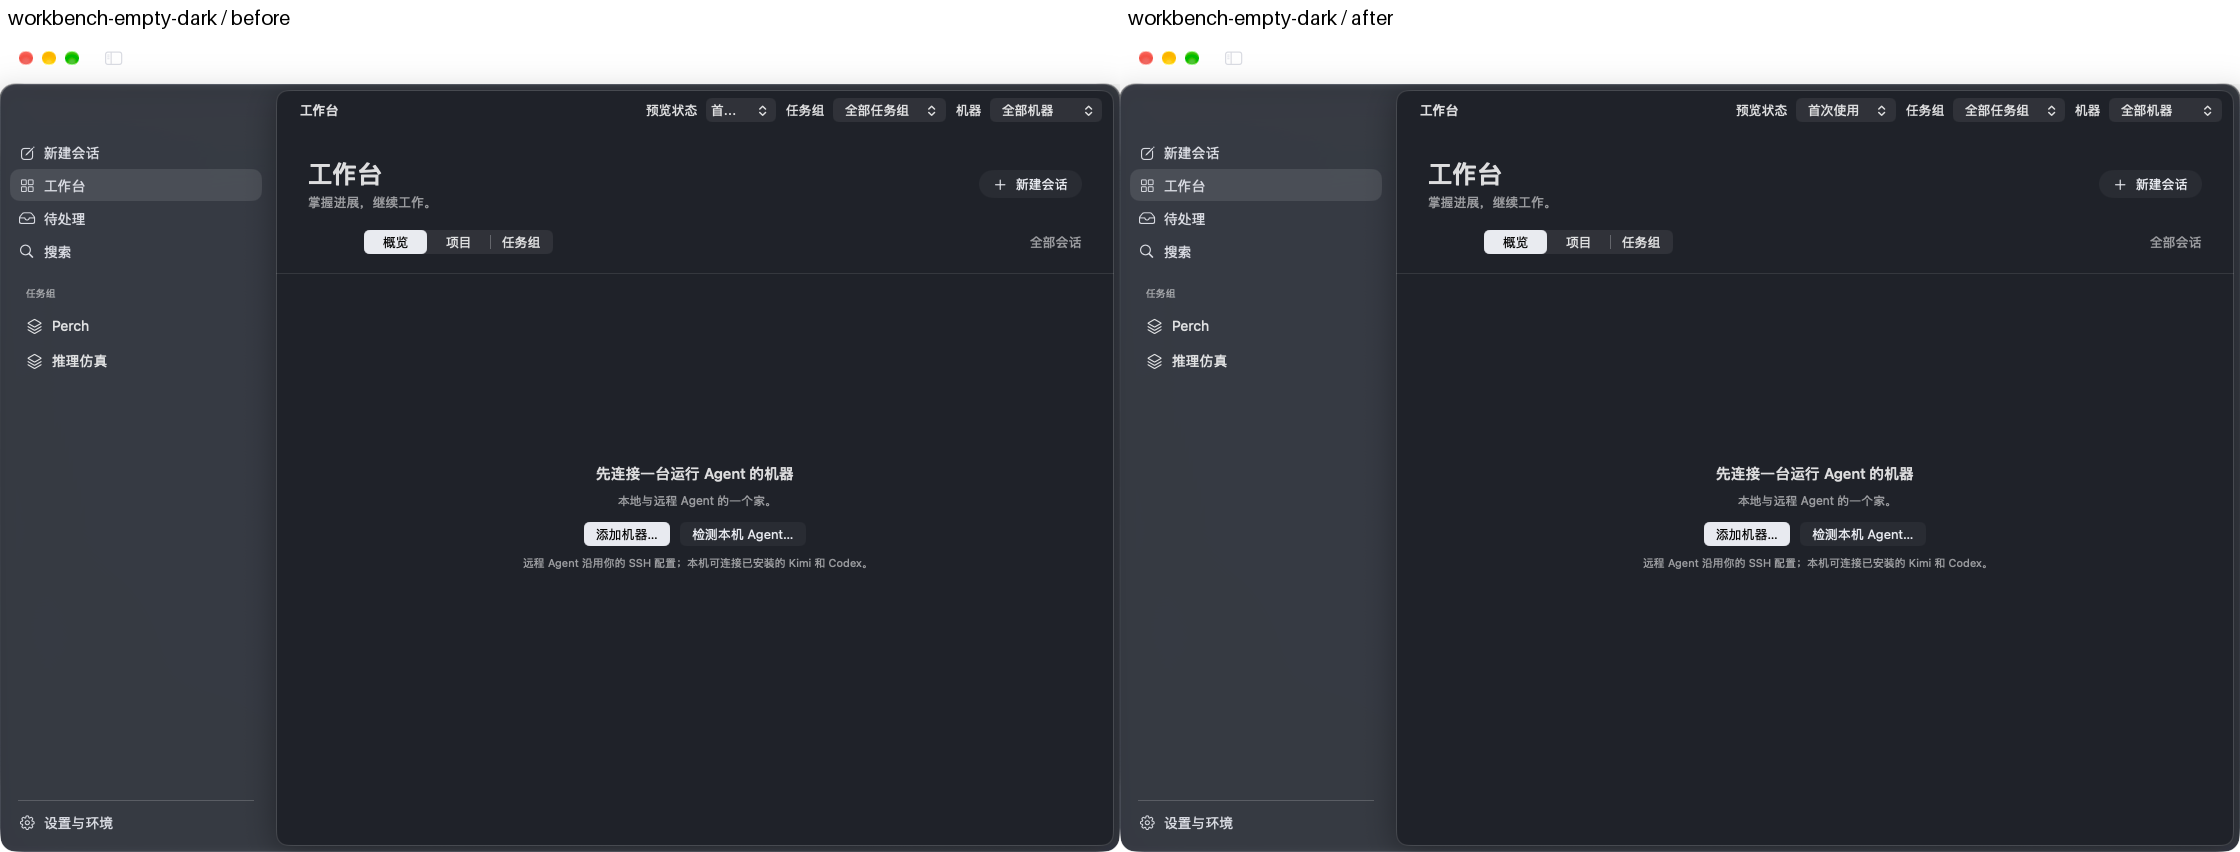 workbench-empty-dark / before
工作台 预览状态 首... 任务组 全部任务组 机器 全部机器
新建会话
工作台
待处理
搜索
任务组
Perch
推理仿真
设置与环境
工作台
掌握进展，继续工作。
新建会话
概览 项目 任务组 全部会话
先连接一台运行 Agent 的机器
本地与远程 Agent 的一个家。
添加机器... 检测本机 Agent...
远程 Agent 沿用你的 SSH 配置；本机可连接已安装的 Kimi 和 Codex。
workbench-empty-dark / after
工作台 预览状态 首次使用 任务组 全部任务组 机器 全部机器
新建会话
工作台
待处理
搜索
任务组
Perch
推理仿真
设置与环境
工作台
掌握进展，继续工作。
新建会话
概览 项目 任务组 全部会话
先连接一台运行 Agent 的机器
本地与远程 Agent 的一个家。
添加机器... 检测本机 Agent...
远程 Agent 沿用你的 SSH 配置；本机可连接已安装的 Kimi 和 Codex。